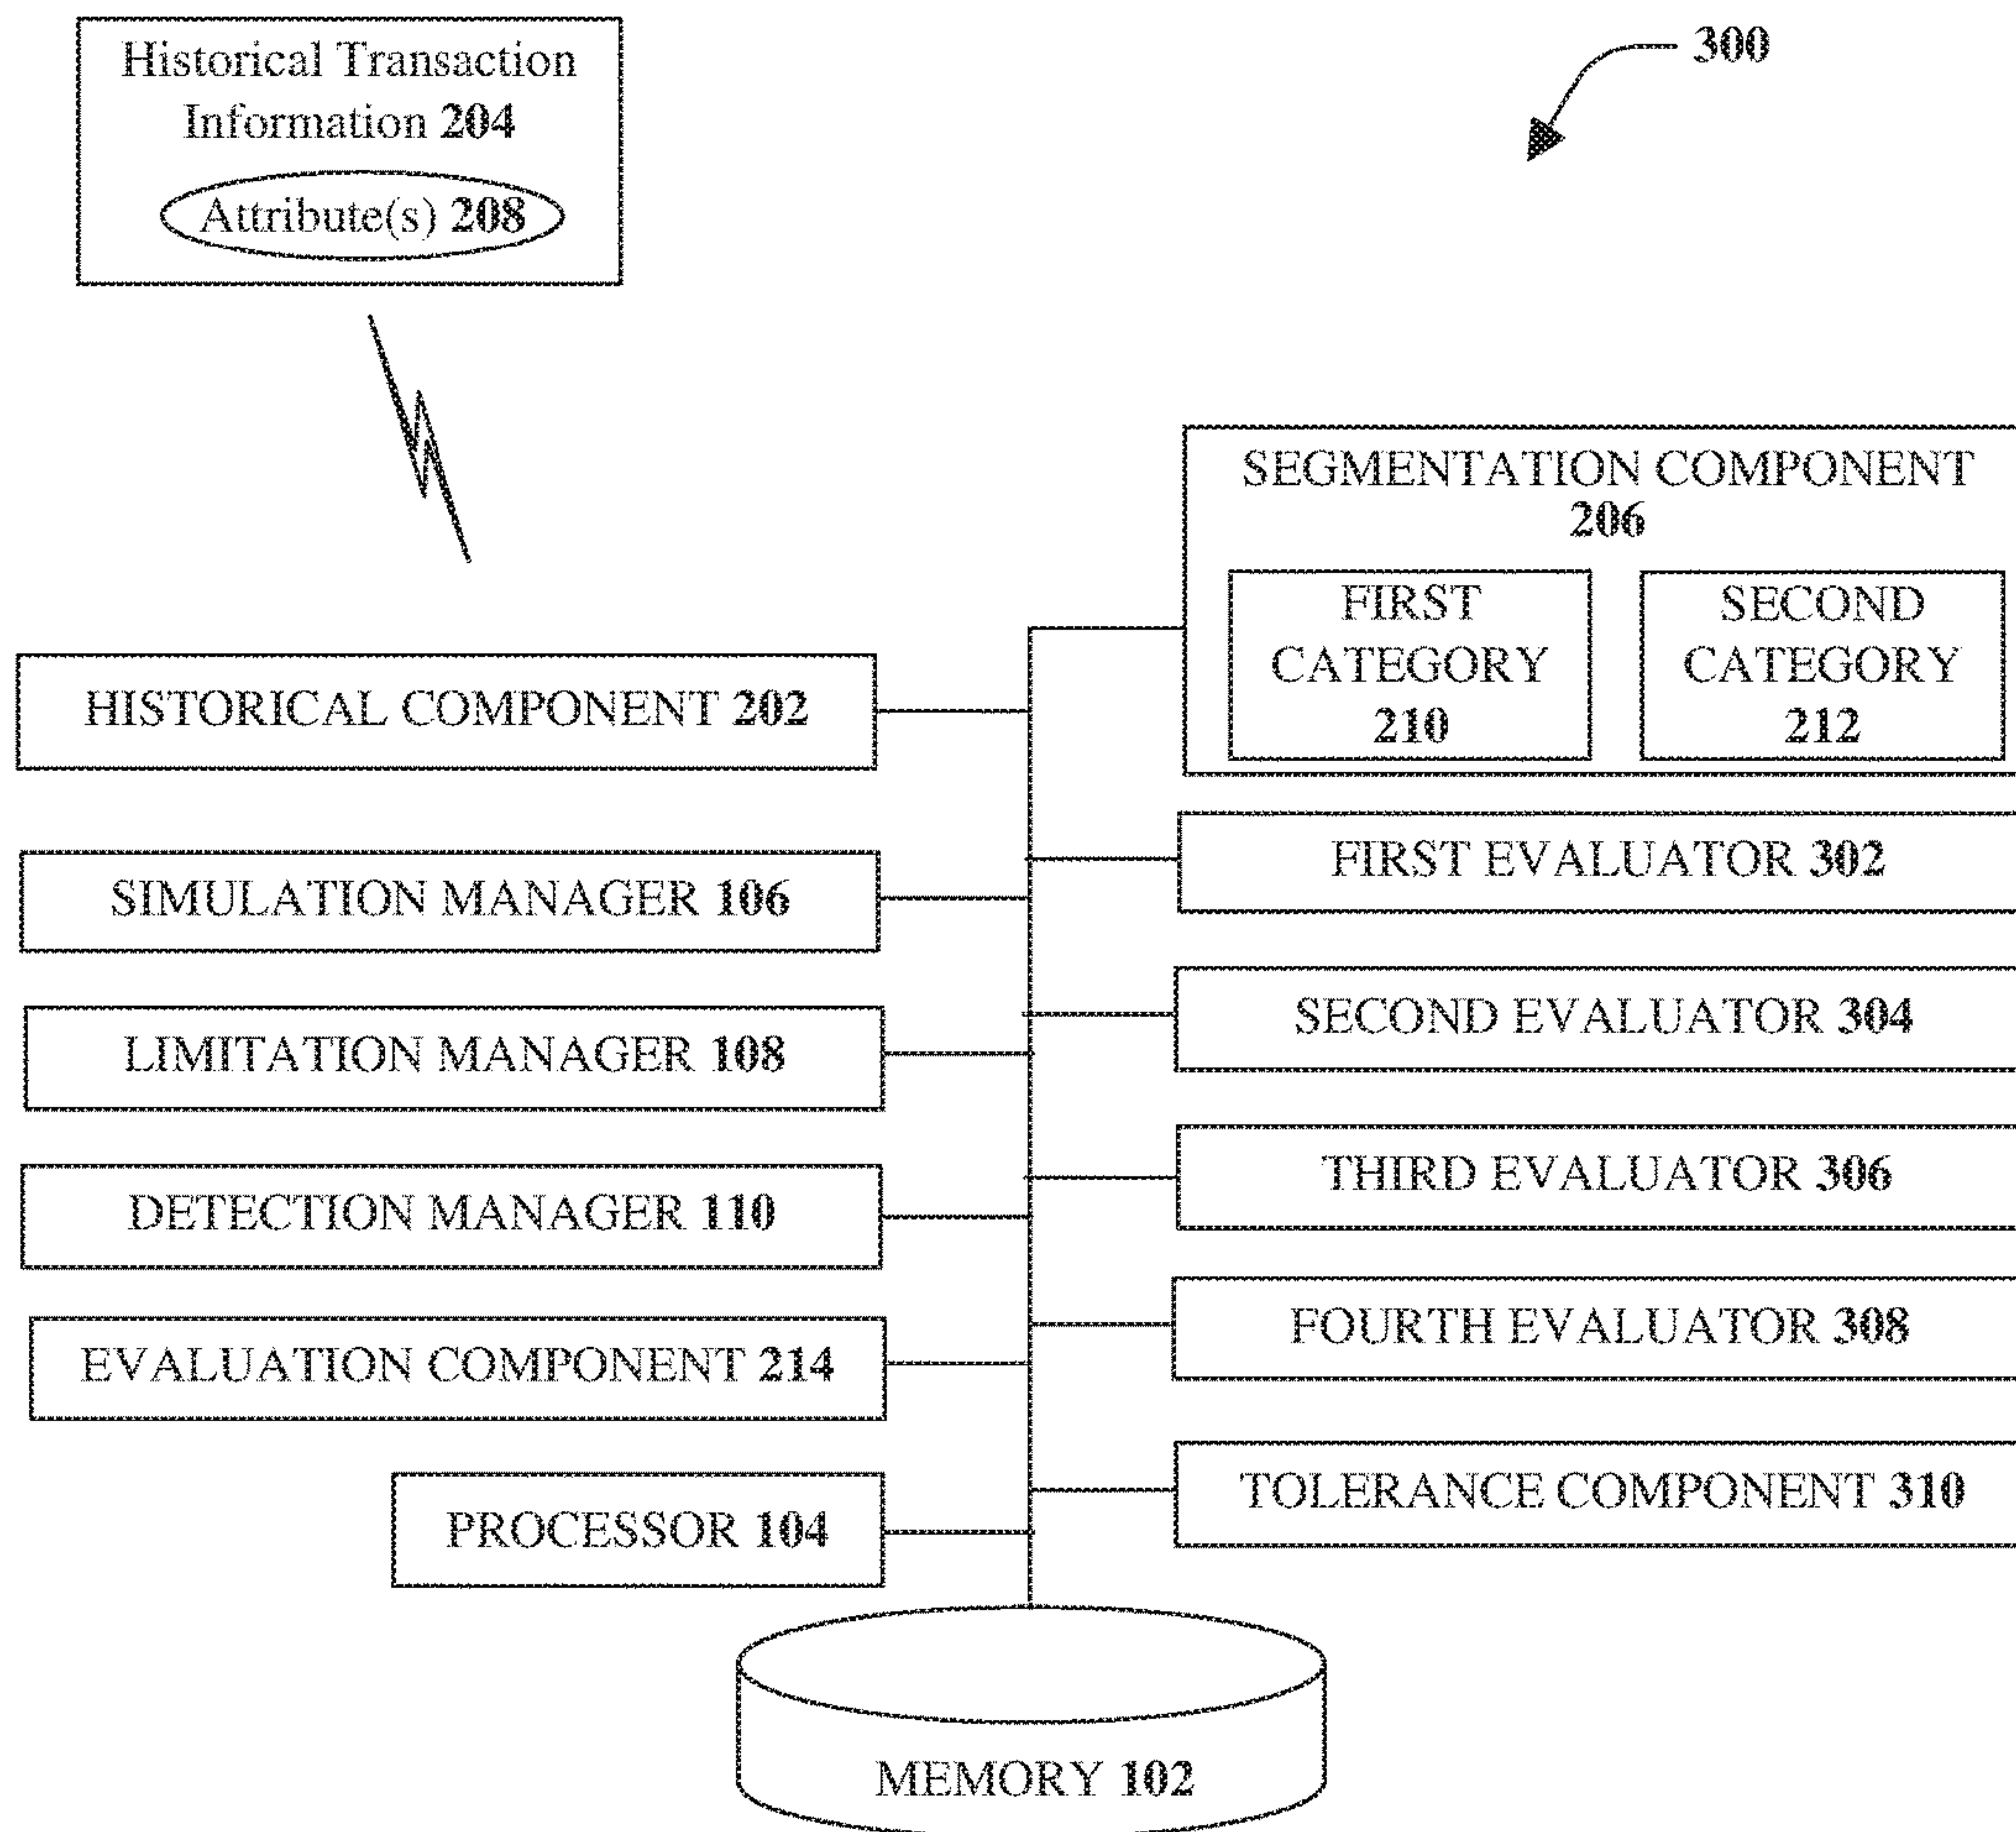 Historical Transaction
Information 204
Attribute(s) 208
300
SEGMENTATION COMPONENT
206
FIRST
CATEGORY
210
SECOND
CATEGORY
212
HISTORICAL COMPONENT 202
FIRST EVALUATOR 302
SIMULATION MANAGER 106
SECOND EVALUATOR 304
LIMITATION MANAGER 108
THIRD EVALUATOR 306
DETECTION MANAGER 110
FOURTH EVALUATOR 308
EVALUATION COMPONENT 214
TOLERANCE COMPONENT 310
PROCESSOR 104
MEMORY 102